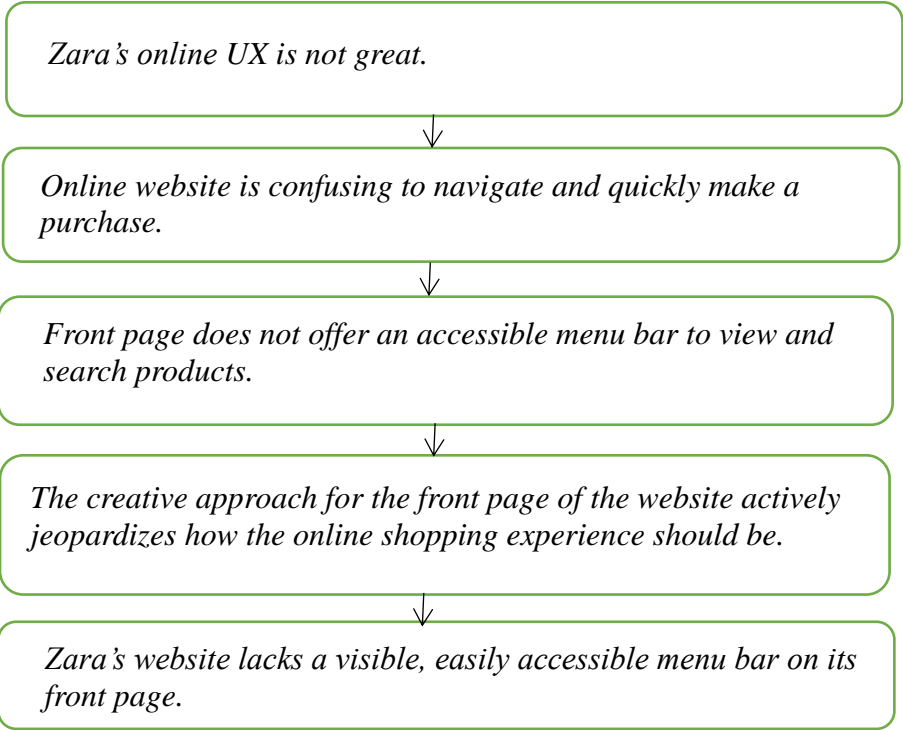 Zara’s online UX is not great.
Online website is confusing to navigate and quickly make a
purchase.
Front page does not offer an accessible menu bar to view and
search products.
The creative approach for the front page of the website actively
jeopardizes how the online shopping experience should be.
Zara’s website lacks a visible, easily accessible menu bar on its
front page.